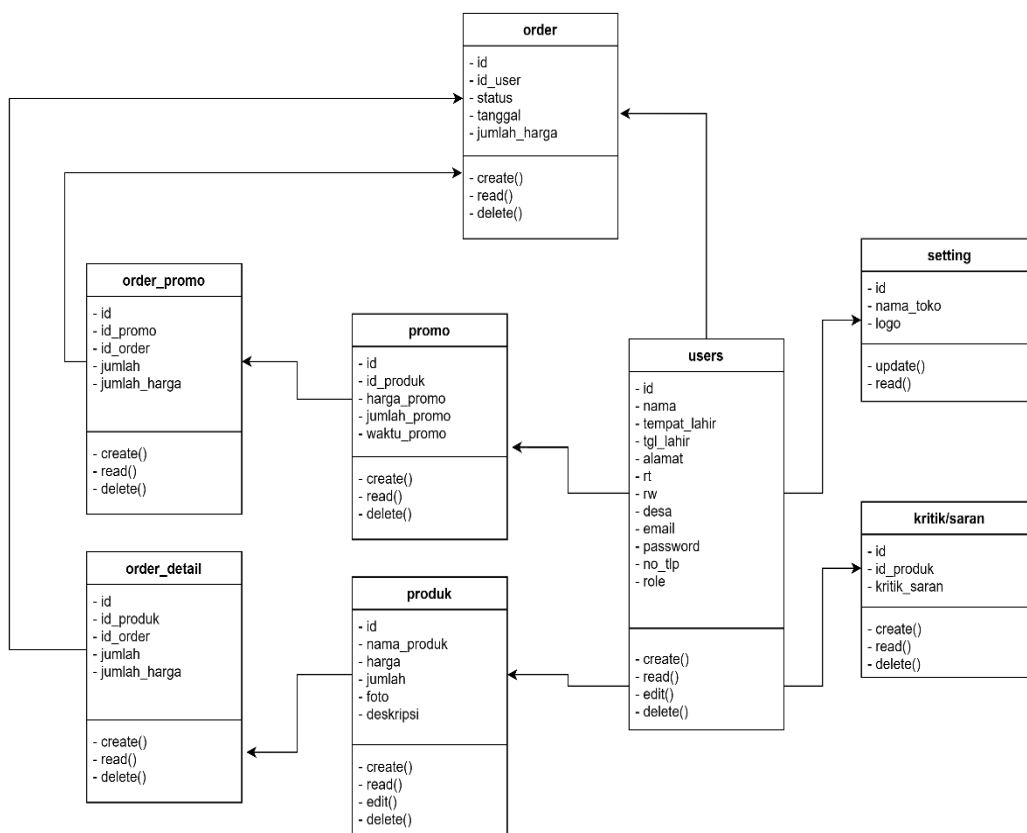 order
- id
- id_user
- status
- tanggal
- jumlah_harga
- create()
- read()
- delete()
order_promo
- id
- id_promo
- id_order
- jumlah
- jumlah_harga
- create()
- read()
- delete()
promo
- id
- id_produk
- harga_promo
- jumlah_promo
- waktu_promo
- create()
- read()
- delete()
users
- id
- nama
- tempat_lahir
- tgl_lahir
- alamat
- rt
- rw
- desa
- email
- password
- no_tlp
- role
- create()
- read()
- edit()
- delete()
setting
- id
- nama_toko
- logo
- update()
- read()
kritik/saran
- id
- id_produk
- kritik_saran
- create()
- read()
- delete()
order_detail
- id
- id_produk
- id_order
- jumlah
- jumlah_harga
- create()
- read()
- delete()
produk
- id
- nama_produk
- harga
- jumlah
- foto
- deskripsi
- create()
- read()
- edit()
- delete()